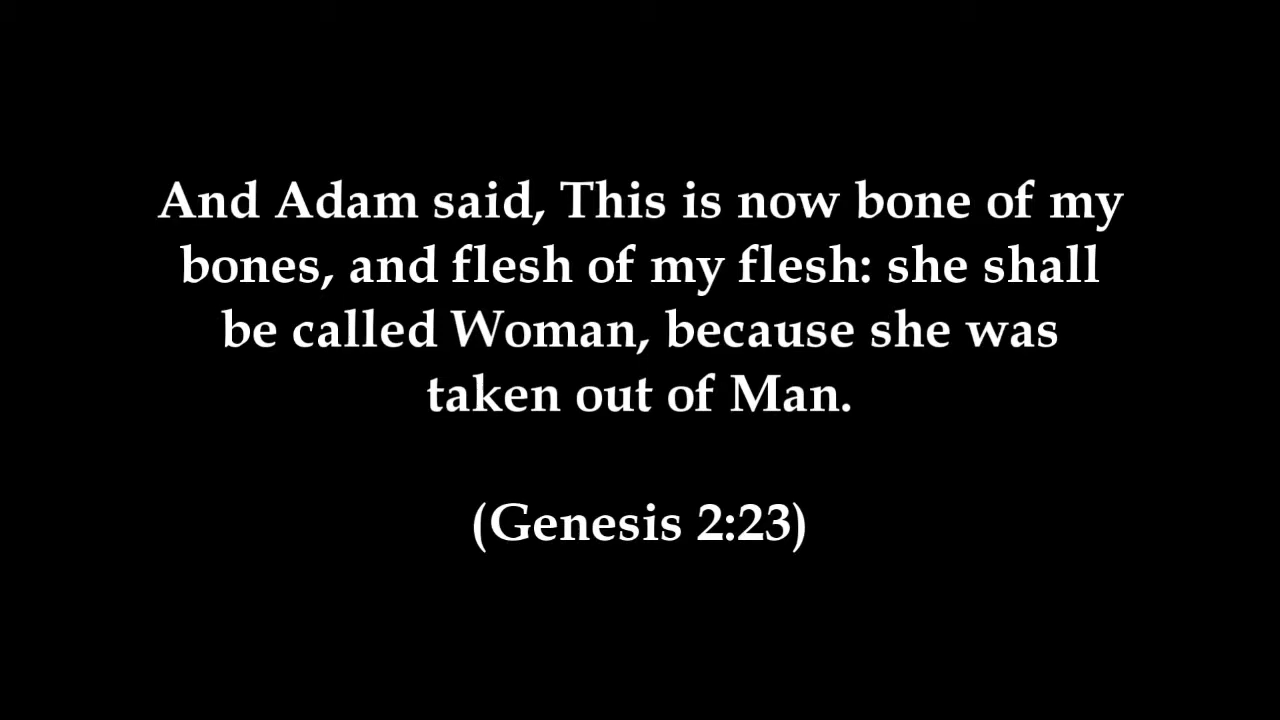 And Adam said, This is now bone of my
bones, and flesh of my flesh: she shall
be called Woman, because she was
taken out of Man.
(Genesis 2:23)